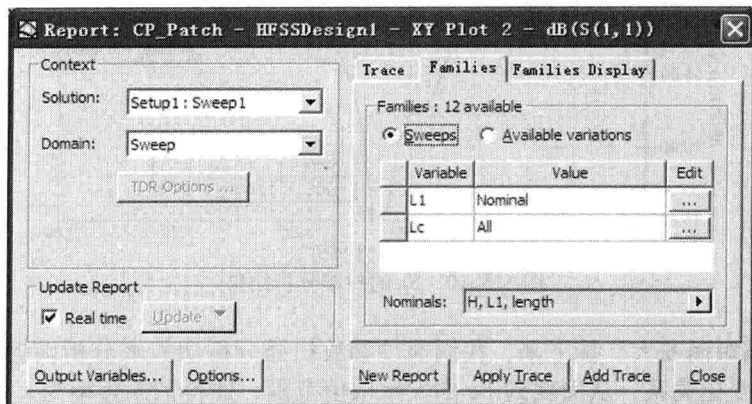 Report: CP_Patch - HFSSDesign1 - XY Plot 2 - dB(S(1,1))
Context
Solution: Setup1 : Sweep1
Domain: Sweep
TDR Options ...
Update Report
Real time Update
Output Variables... Options...
Trace Families Families Display
Families : 12 available
Sweeps Available variations
Variable Value Edit
L1 Nominal ...
Lc All ...
Nominals: H, L1, length
New Report Apply Trace Add Trace Close